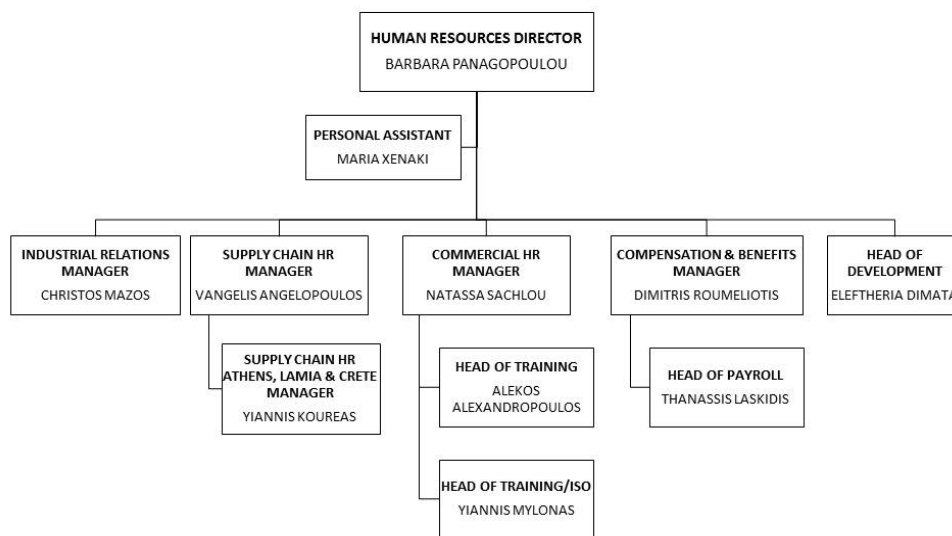 HUMAN RESOURCES DIRECTOR
BARBARA PANAGOPOULOU
PERSONAL ASSISTANT
MARIA XENAKI
INDUSTRIAL RELATIONS
MANAGER
CHRISTOS MAZOS
SUPPLY CHAIN HR
MANAGER
VANGELIS ANGELOPOULOS
COMMERCIAL HR
MANAGER
NATASSA SACHLOU
COMPENSATION & BENEFITS
MANAGER
DIMITRIS ROUMELIOTIS
HEAD OF
DEVELOPMENT
ELEFTHERIA DIMATA
SUPPLY CHAIN HR
ATHENS, LAMIA & CRETE
MANAGER
YIANNIS KOUREAS
HEAD OF TRAINING
ALEKOS
ALEXANDROPOULOS
HEAD OF PAYROLL
THANASSIS LASKIDIS
HEAD OF TRAINING/ISO
YIANNIS MYLONAS